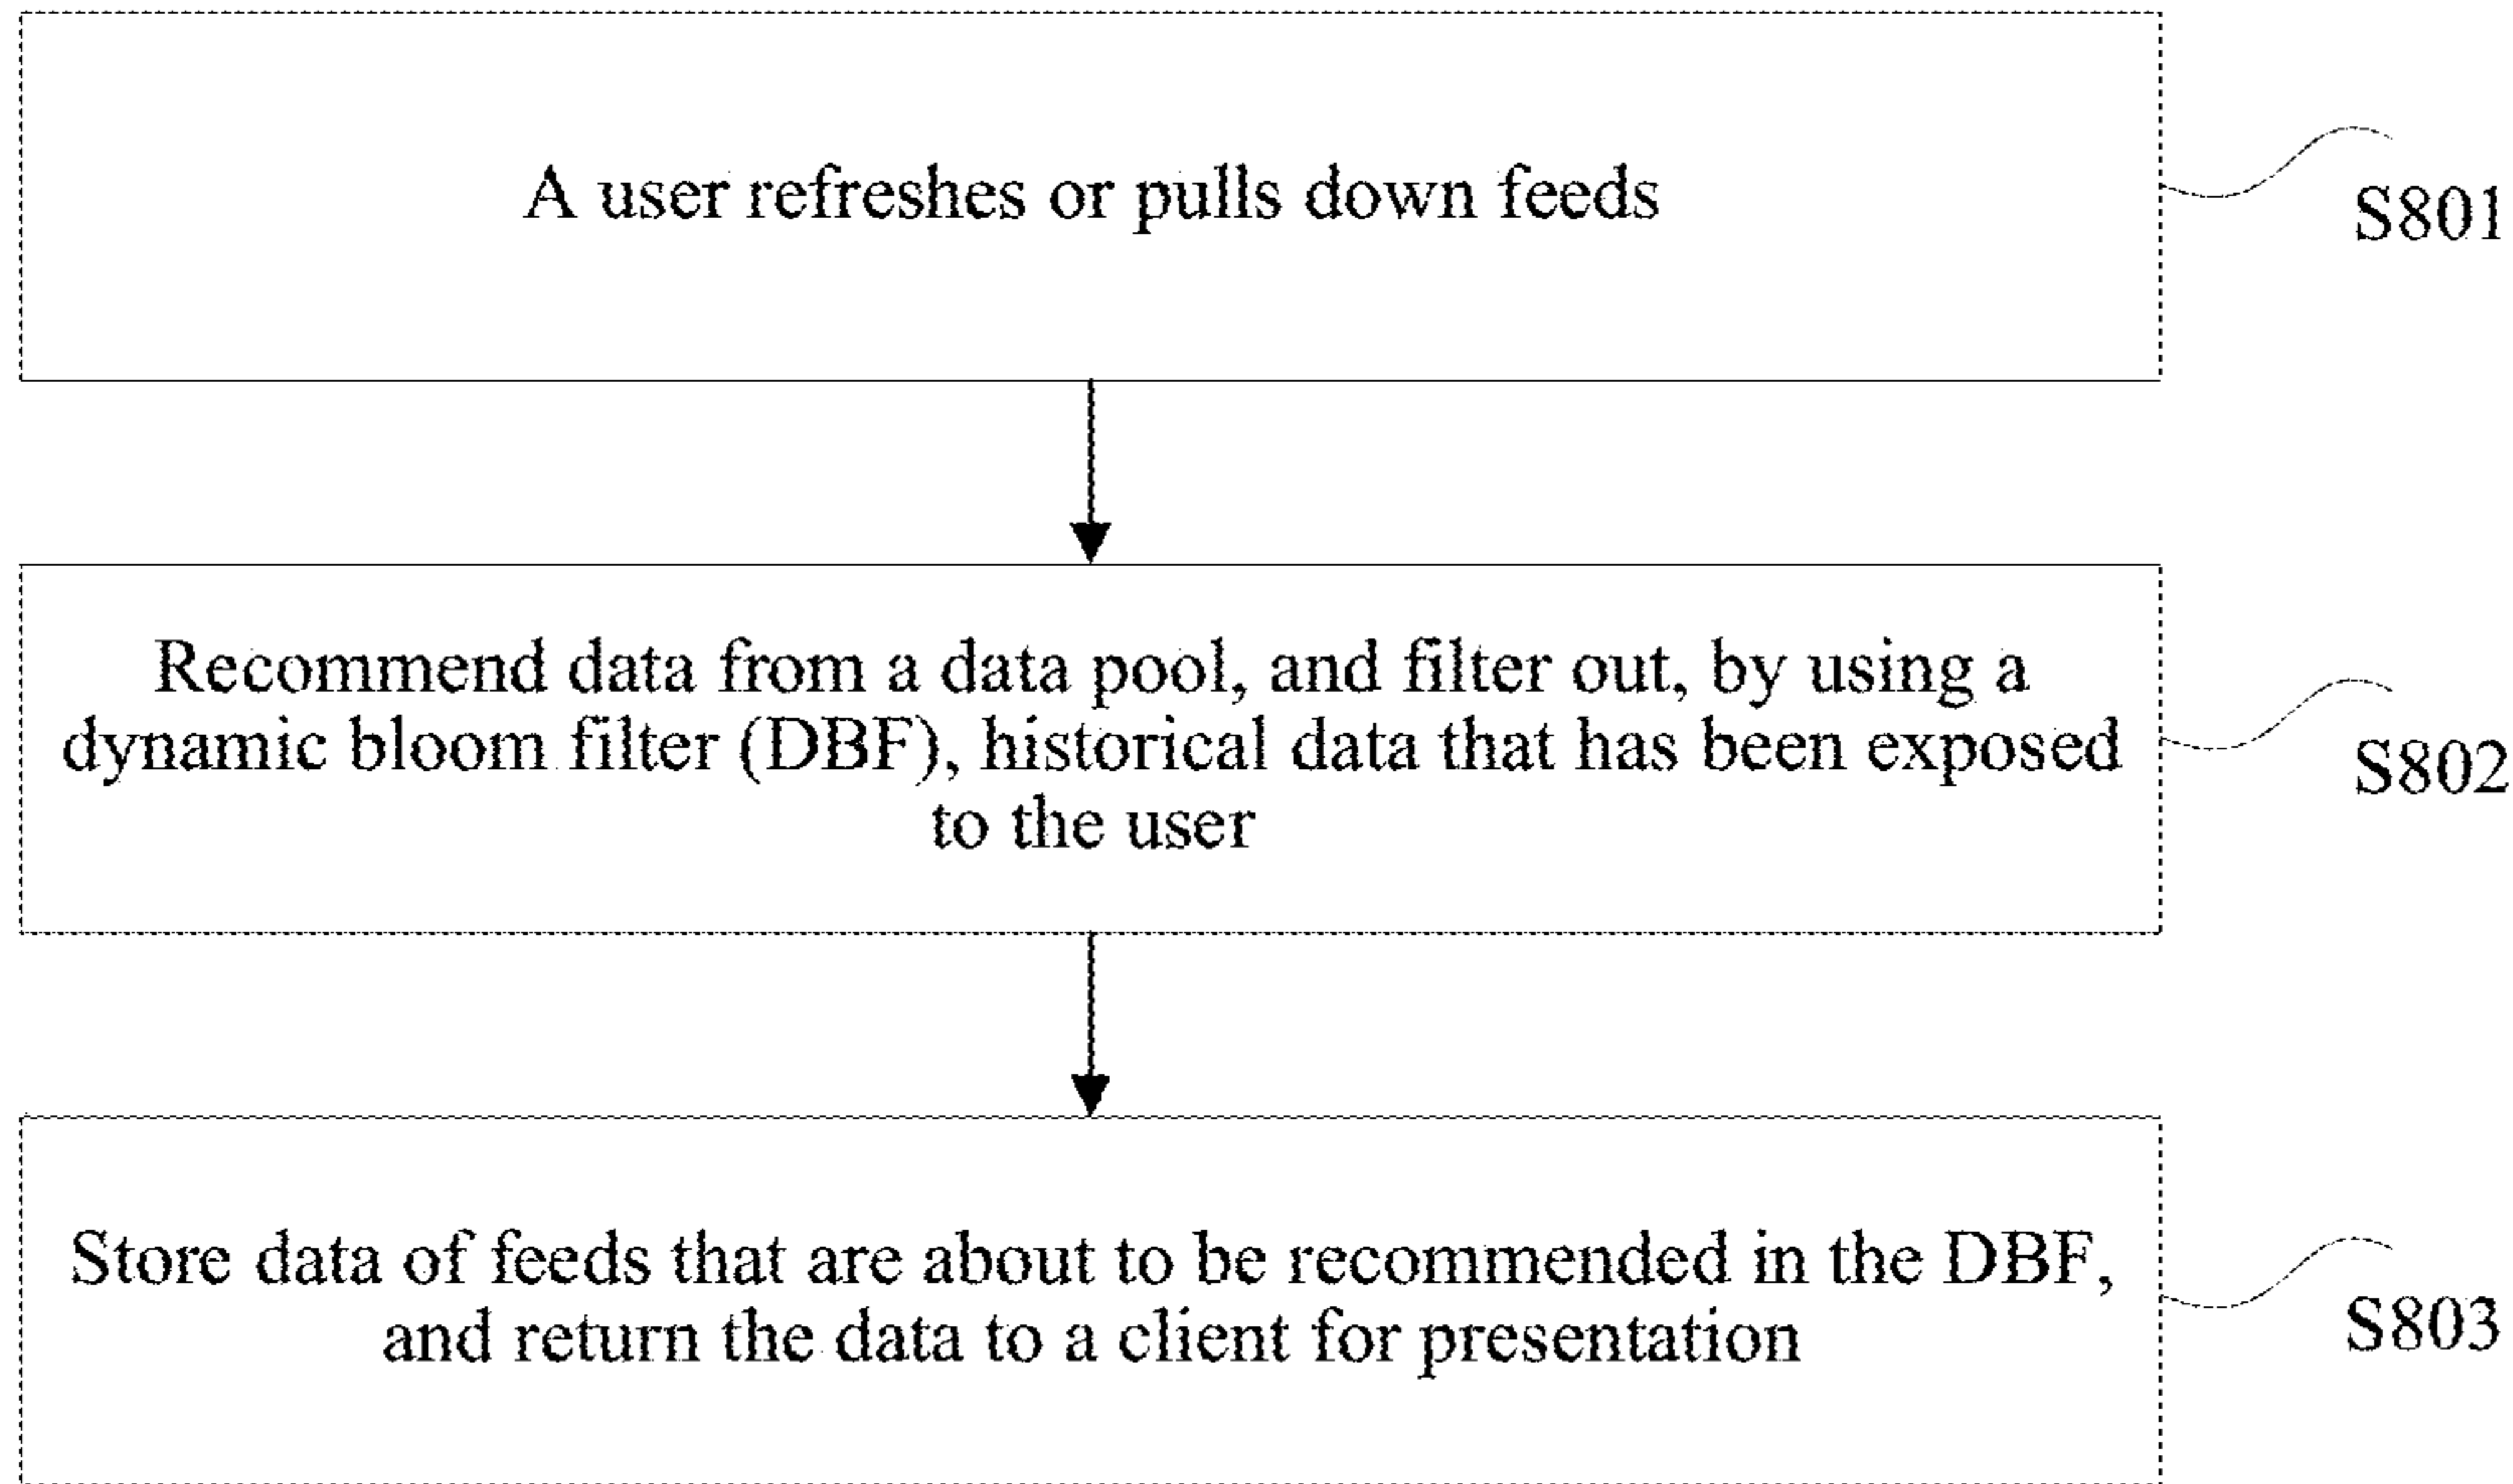 A user refreshes or pulls down feeds
S801
Recommend data from a data pool, and filter out, by using a
dynamic bloom filter (DBF), historical data that has been exposed
to the user
S802
Store data of feeds that are about to be recommended in the DBF,
and return the data to a client for presentation
S803